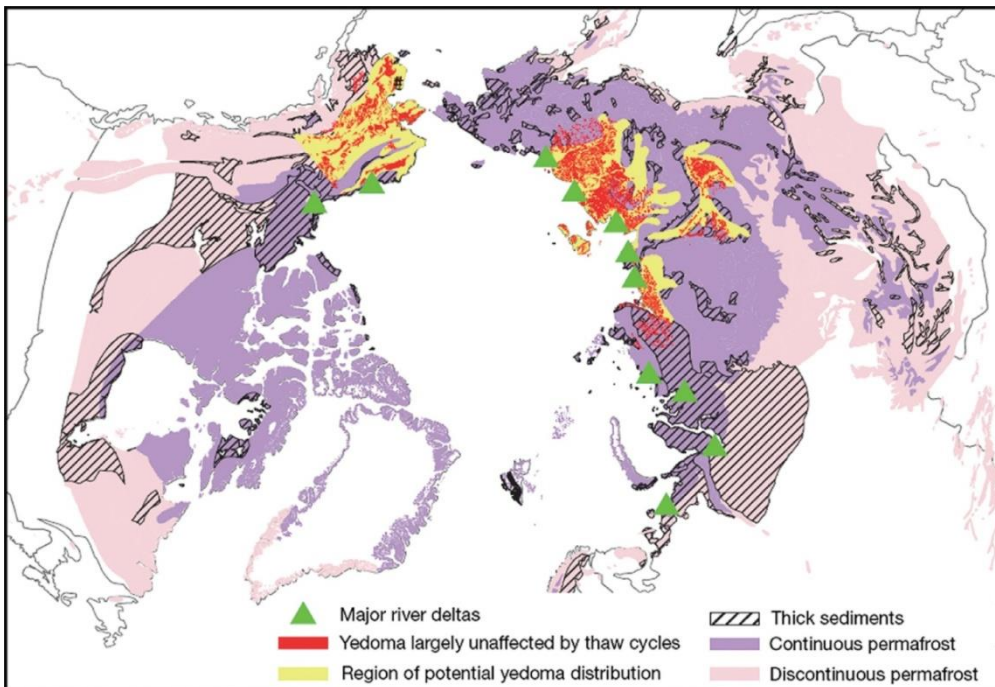 Major river deltas
Yedoma largely unaffected by thaw cycles
Region of potential yedoma distribution
Thick sediments
Continuous permafrost
Discontinuous permafrost